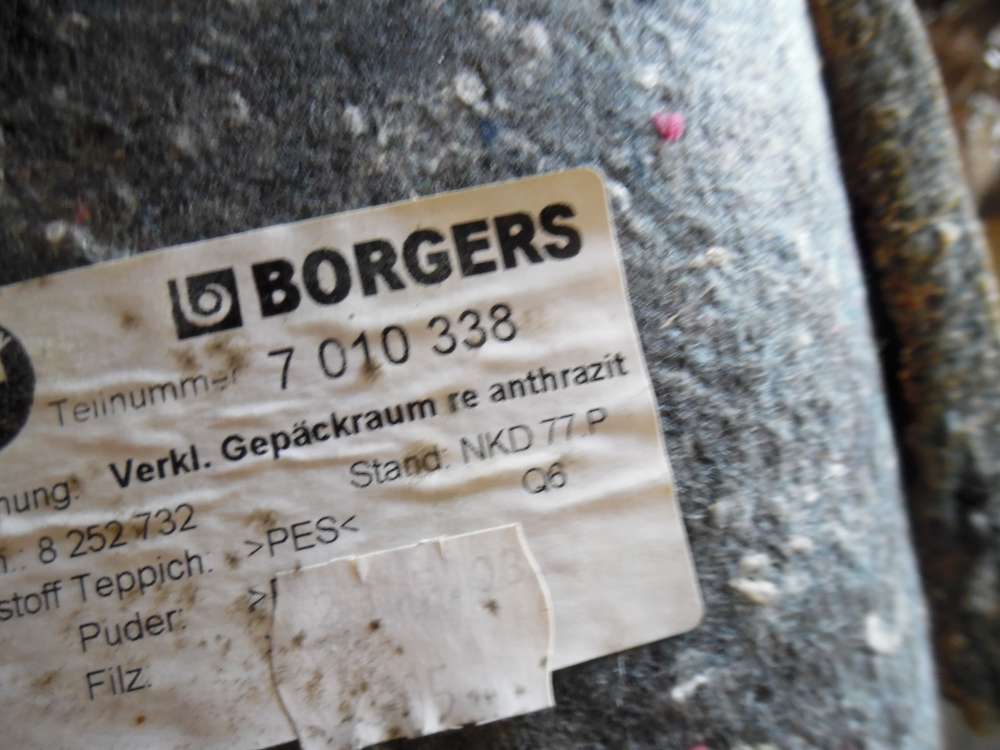 BORGERS
Teilnummer 7 010 338
nung: Verkl. Gepäckraum re anthrazit
n.: 8 252 732 Stand: NKD 77.P
stoff Teppich: >PES< Q6
Puder: >
Filz: